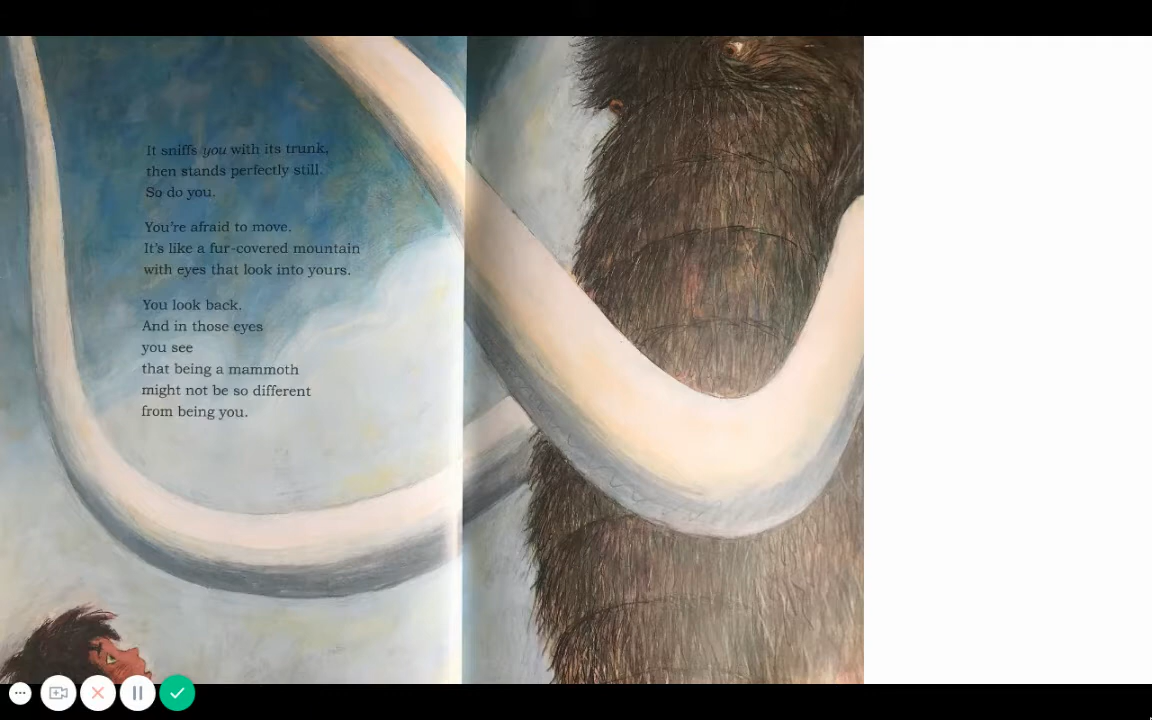 It sniffs you with its trunk,
then stands perfectly still.
So do you.
You're afraid to move.
It's like a fur-covered mountain
with eyes that look into yours.
You look back.
And in those eyes
you see
that being a mammoth
might not be so different
from being you.